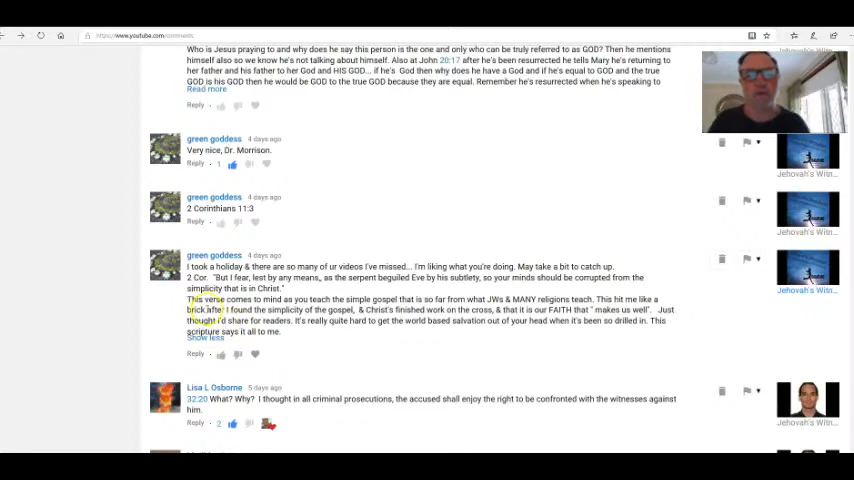 https://www.youtube.com/comments
Who is Jesus praying to and why does he say this person is the one and only who can be truly referred to as GOD? Then he mentions
himself also so we know he's not talking about himself. Also at John 20:17 after he's been resurrected he tells Mary he's returning to
her father and his father to her God and HIS GOD... if he's God then why does he have a God and if he's equal to GOD and the true
GOD is his GOD then he would be GOD to the true GOD because they are equal. Remember he's resurrected when he's speaking to
Read more
Reply
green goddess 4 days ago
Very nice, Dr. Morrison.
Reply · 1
Jehovah's Witn...
green goddess 4 days ago
2 Corinthians 11:3
Reply ·
Jehovah's Witn...
green goddess 4 days ago
I took a holiday & there are so many of ur videos I've missed... I'm liking what you're doing. May take a bit to catch up.
2 Cor. "But I fear, lest by any means,, as the serpent beguiled Eve by his subtlety, so your minds should be corrupted from the
simplicity that is in Christ."
This verse comes to mind as you teach the simple gospel that is so far from what JWs & MANY religions teach. This hit me like a
brick after I found the simplicity of the gospel, & Christ's finished work on the cross, & that it is our FAITH that " makes us well". Just
thought I'd share for readers. It's really quite hard to get the world based salvation out of your head when it's been so drilled in. This
scripture says it all to me.
Show less
Reply ·
Jehovah's Witn...
Lisa L Osborne 5 days ago
32:20 What? Why? I thought in all criminal prosecutions, the accused shall enjoy the right to be confronted with the witnesses against
him.
Reply · 2
Jehovah's Witn...